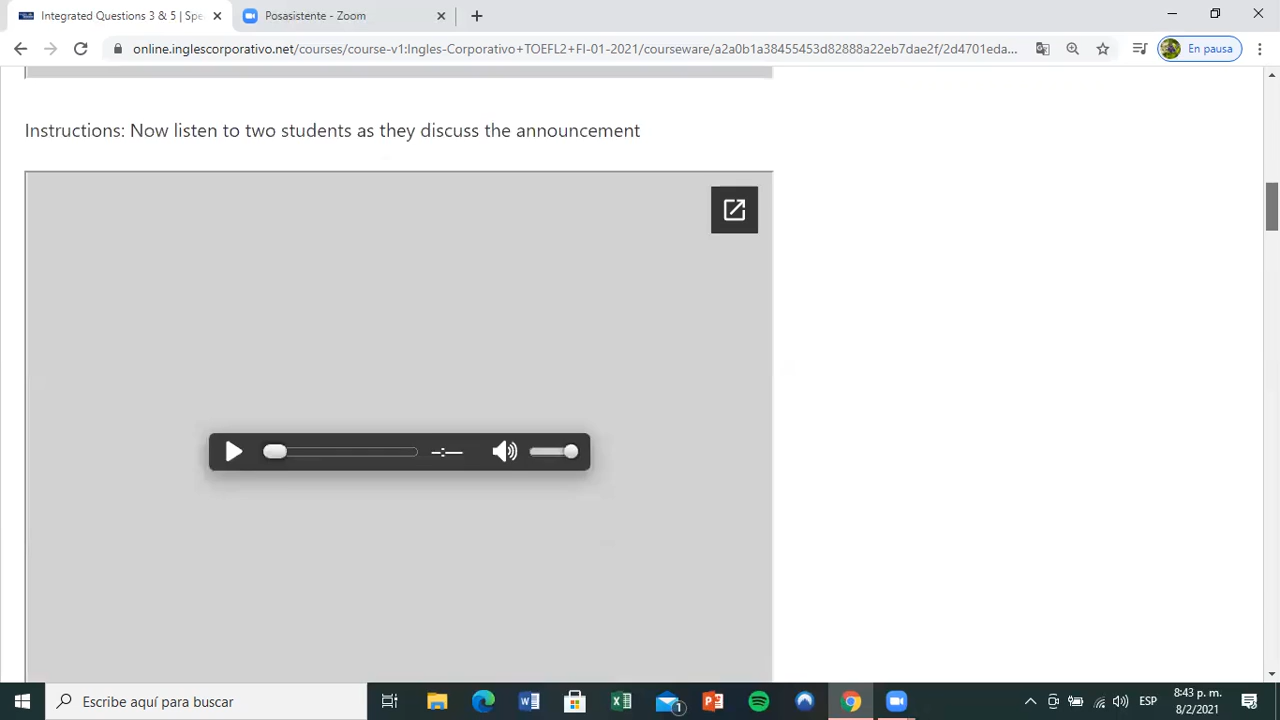 Integrated Questions 3 & 5 | Spe
Posasistente - Zoom
online.inglescorporativo.net/courses/course-v1:Ingles-Corporativo+TOEFL2+FI-01-2021/courseware/a2a0b1a38455453d82888a22eb7dae2f/2d4701eda...
En pausa
Instructions: Now listen to two students as they discuss the announcement
--:--
Escribe aquí para buscar
1
ESP
8:43 p. m.
8/2/2021